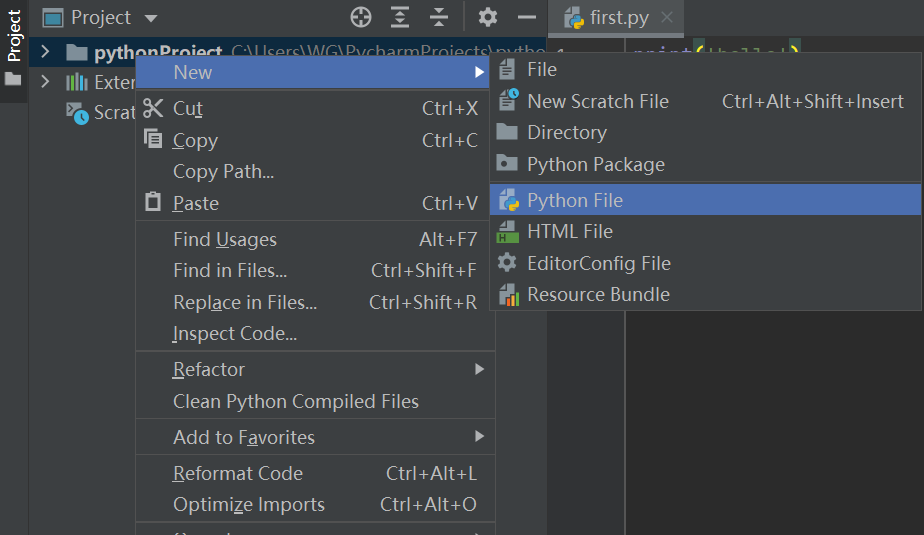 Project
Project
first.py
pythonProject C:\Users\WG\PycharmProjects\pytho
New
Cut Ctrl+X
Copy Ctrl+C
Copy Path...
Paste Ctrl+V
Find Usages Alt+F7
Find in Files... Ctrl+Shift+F
Replace in Files... Ctrl+Shift+R
Inspect Code...
Refactor
Clean Python Compiled Files
Add to Favorites
Reformat Code Ctrl+Alt+L
Optimize Imports Ctrl+Alt+O
File
New Scratch File Ctrl+Alt+Shift+Insert
Directory
Python Package
Python File
HTML File
EditorConfig File
Resource Bundle
Exter
Scrat